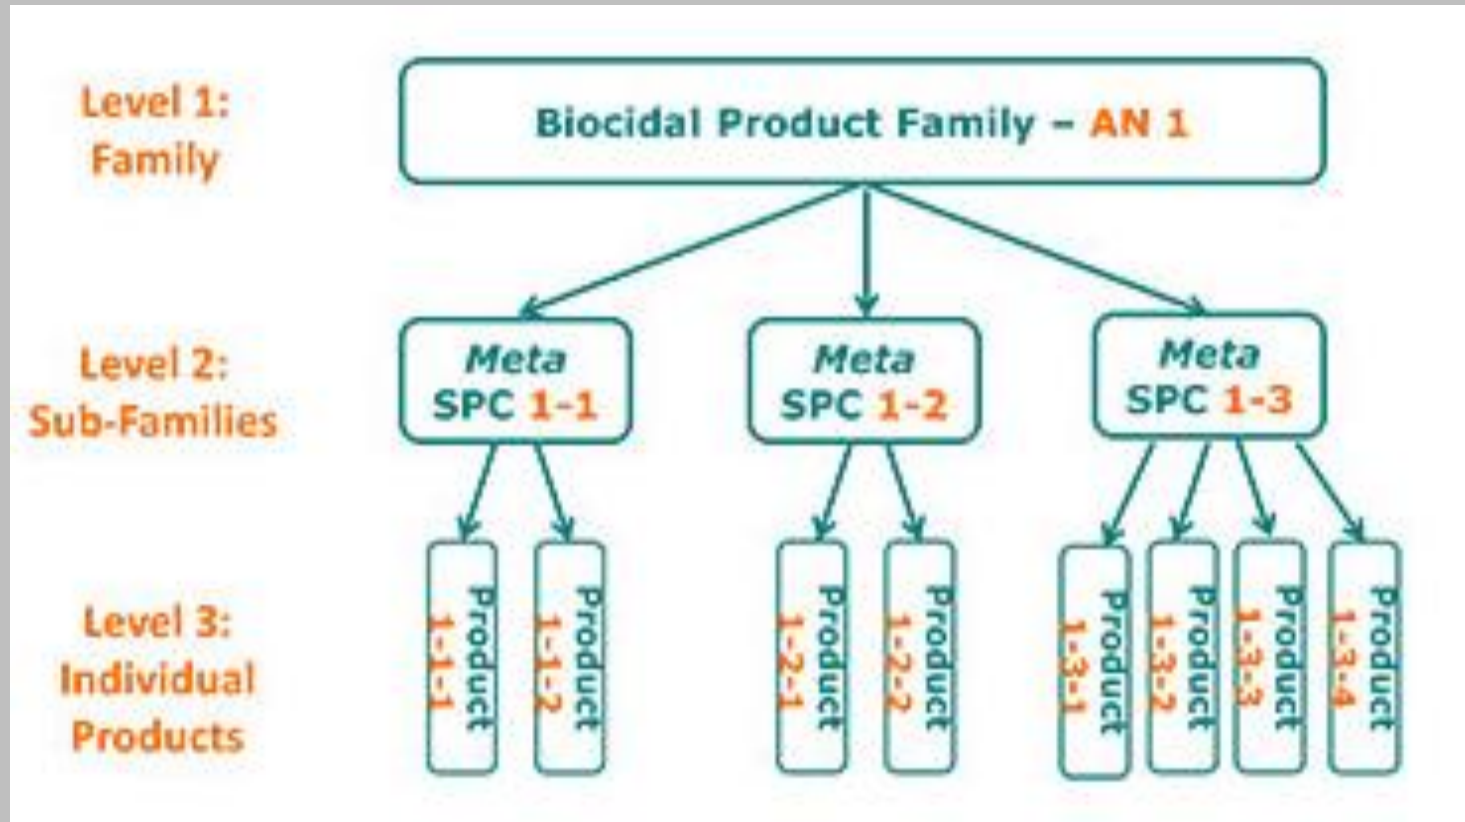 Level 1:
Family
Biocidal Product Family – AN 1
Level 2:
Sub-Families
Meta
SPC 1-1
Meta
SPC 1-2
Meta
SPC 1-3
Level 3:
Individual
Products
Product
1-1-1
Product
1-1-2
Product
1-2-1
Product
1-2-2
Product
1-3-1
Product
1-3-2
Product
1-3-3
Product
1-3-4